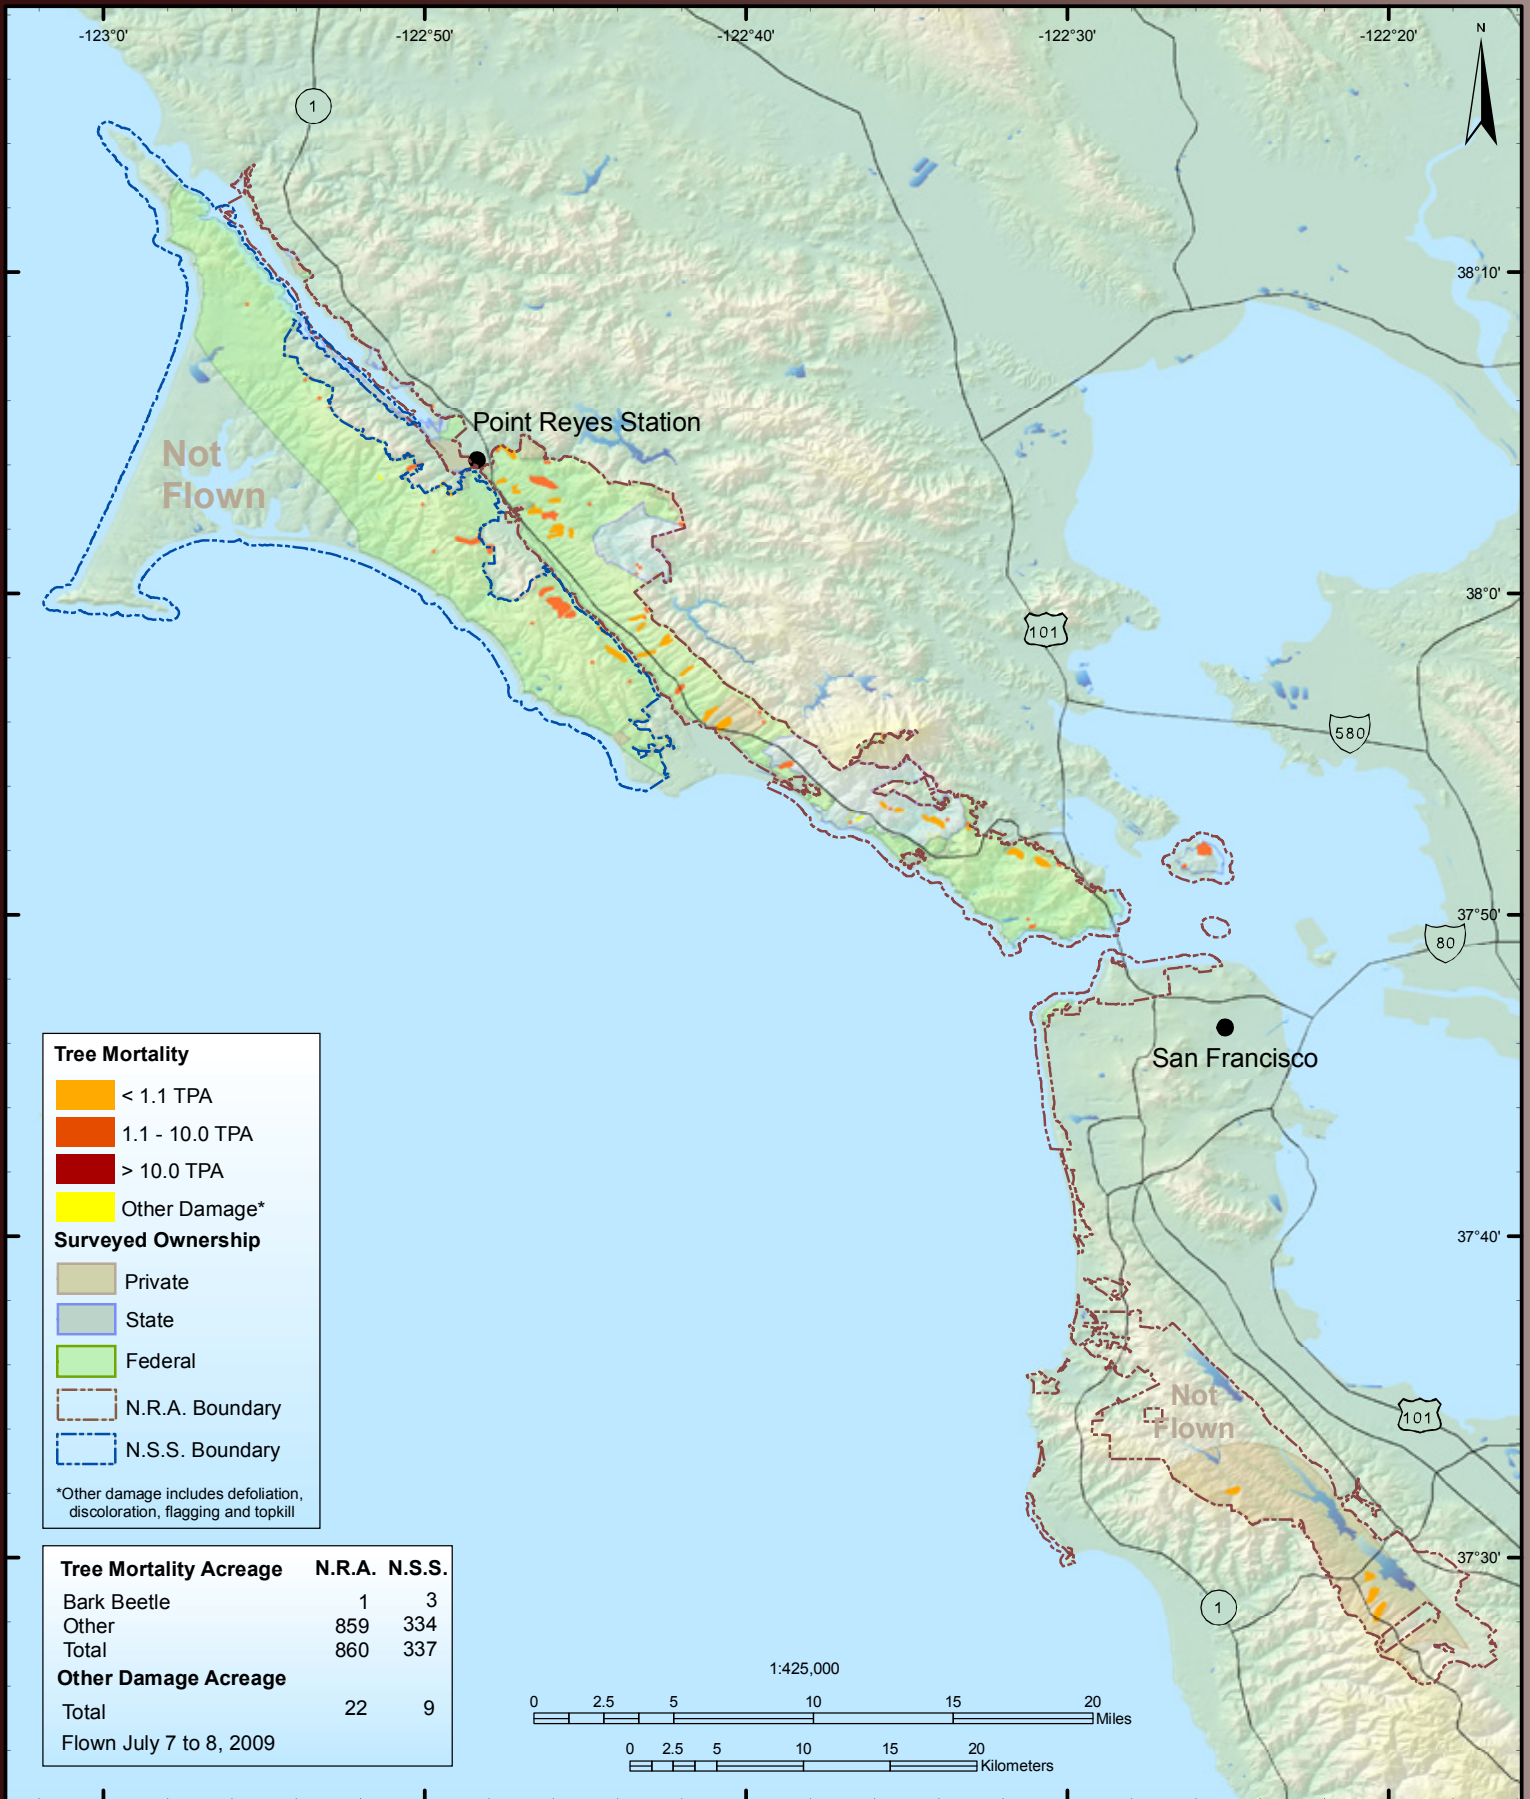 -123°0'
-122°50'
-122°40'
-122°30'
-122°20'
N
1
38°10'
Point Reyes Station
Not
Flown
38°0'
101
580
37°50'
80
San Francisco
Tree Mortality
< 1.1 TPA
1.1 - 10.0 TPA
> 10.0 TPA
Other Damage*
Surveyed Ownership
Private
State
Federal
N.R.A. Boundary
N.S.S. Boundary
*Other damage includes defoliation,
discoloration, flagging and topkill
37°40'
Not
Flown
101
37°30'
1
Tree Mortality Acreage N.R.A. N.S.S.
Bark Beetle 1 3
Other 859 334
Total 860 337
Other Damage Acreage
Total 22 9
Flown July 7 to 8, 2009
1:425,000
0 2.5 5 10 15 20
Miles
0 2.5 5 10 15 20
Kilometers